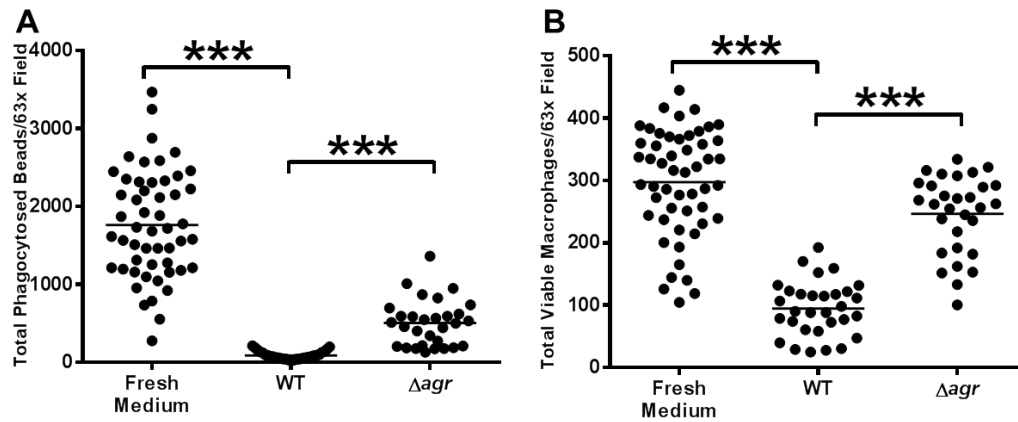 A
Total Phagocytosed Beads/63x Field
4000
3000
2000
1000
0
***
***
Fresh
Medium
WT
Δagr
B
Total Viable Macrophages/63x Field
500
400
300
200
100
0
***
***
Fresh
Medium
WT
Δagr